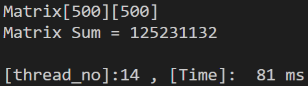 Matrix[500][500]
Matrix Sum = 125231132
[thread_no]:14 , [Time]:  81 ms